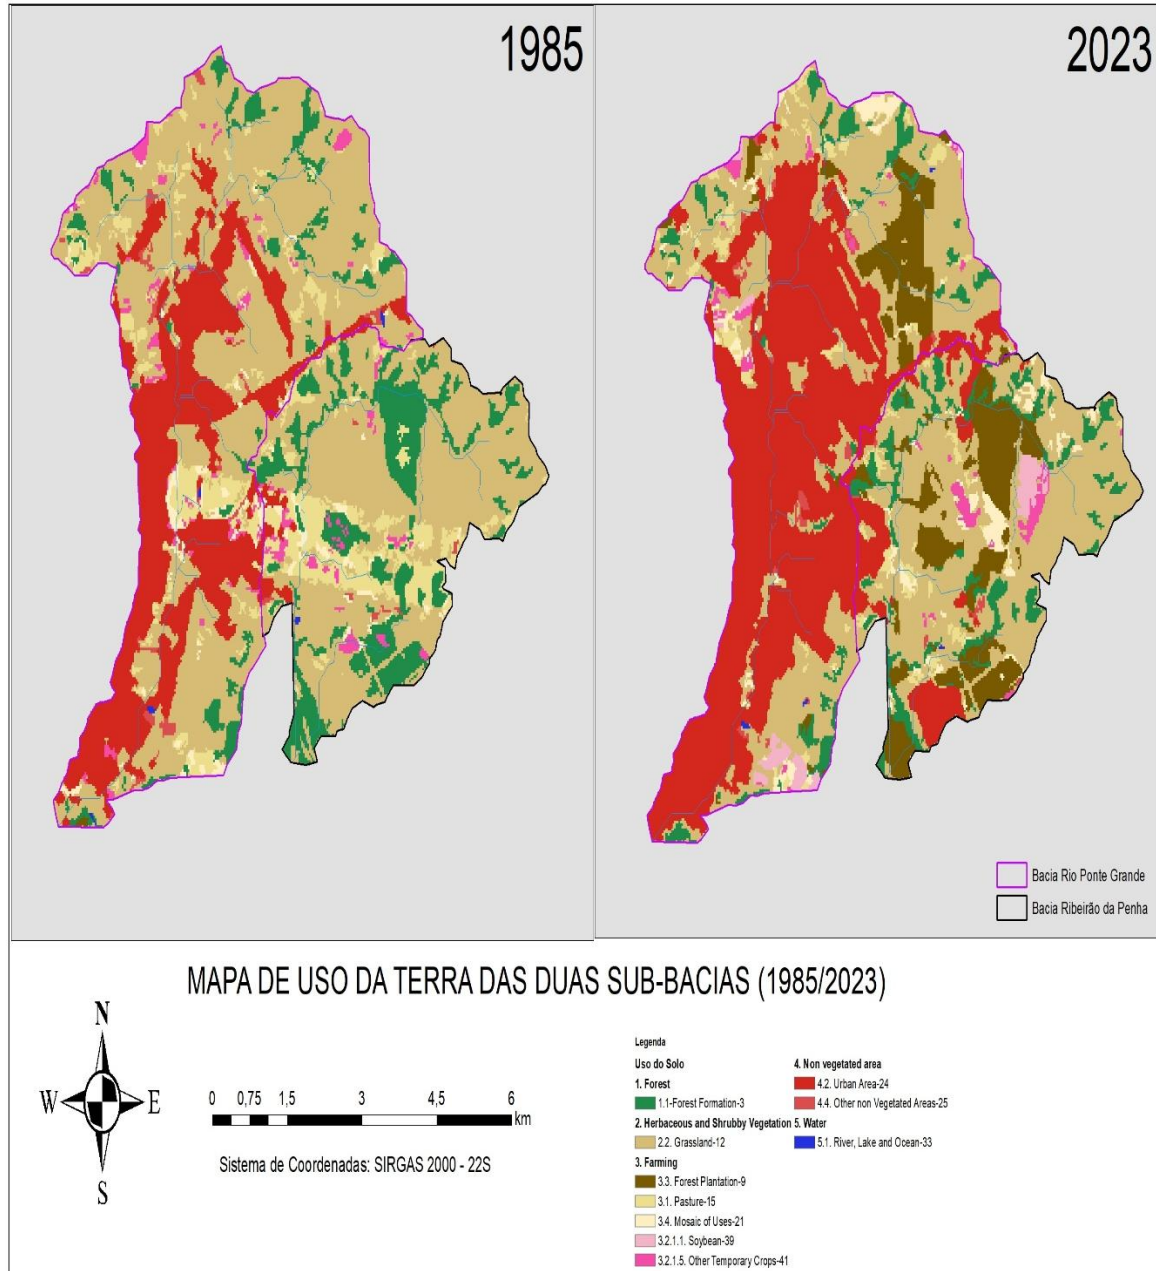 1985
2023
Bacia Rio Ponte Grande
Bacia Ribeirão da Penha
MAPA DE USO DA TERRA DAS DUAS SUB-BACIAS (1985/2023)
N
W
E
S
0 0,75 1,5 3 4,5 6
km
Sistema de Coordenadas: SIRGAS 2000 - 22S
Legenda
Uso do Solo
1. Forest
1.1-Forest Formation-3
2. Herbaceous and Shrubby Vegetation
2.2. Grassland-12
3. Farming
3.3. Forest Plantation-9
3.1. Pasture-15
3.4. Mosaic of Uses-21
3.2.1.1. Soybean-39
3.2.1.5. Other Temporary Crops-41
4. Non vegetated area
4.2. Urban Area-24
4.4. Other non Vegetated Areas-25
5. Water
5.1. River, Lake and Ocean-33